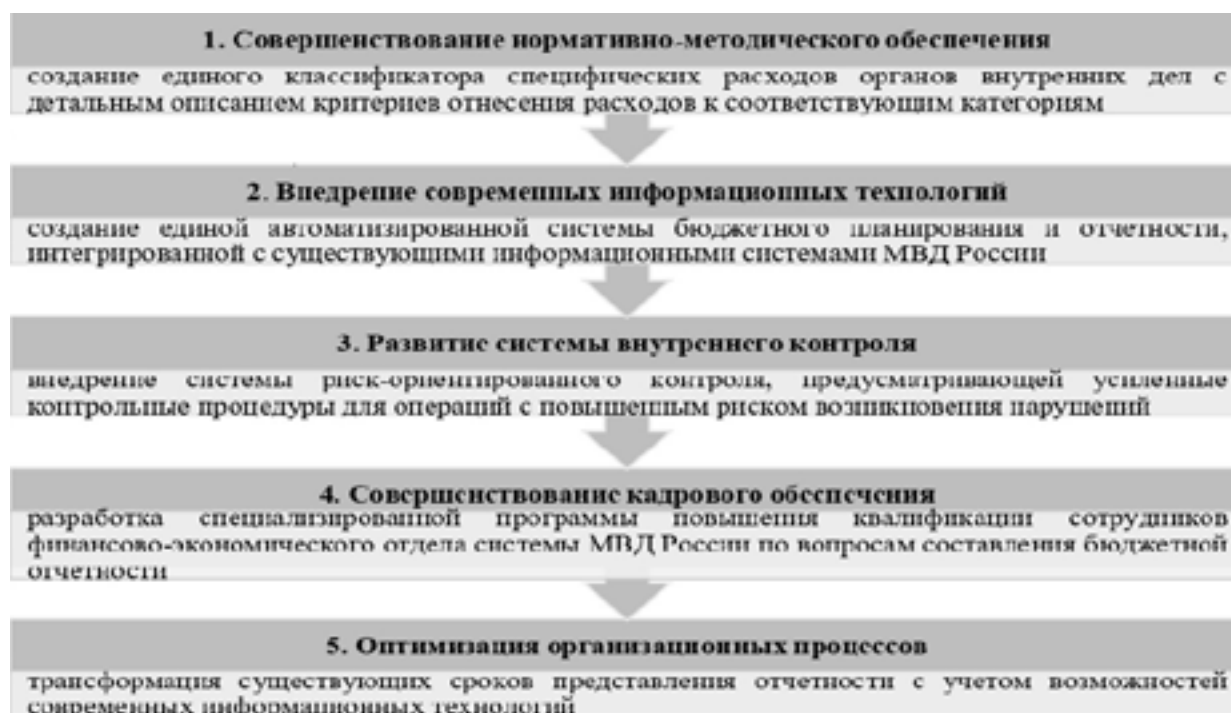 1. Совершенствование нормативно-методического обеспечения
создание единого классификатора специфических расходов органов внутренних дел с
детальным описанием критериев отнесения расходов к соответствующим категориям
2. Внедрение современных информационных технологий
создание единой автоматизированной системы бюджетного планирования и отчетности,
интегрированной с существующими информационными системами МВД России
3. Развитие системы внутреннего контроля
внедрение системы риск-ориентированного контроля, предусматривающей усиленные
контрольные процедуры для операций с повышенным риском возникновения нарушений
4. Совершенствование кадрового обеспечения
разработка специализированной программы повышения квалификации сотрудников
финансово-экономического отдела системы МВД России по вопросам составления бюджетной
отчетности
5. Оптимизация организационных процессов
трансформация существующих сроков представления отчетности с учетом возможностей
современных информационных технологий